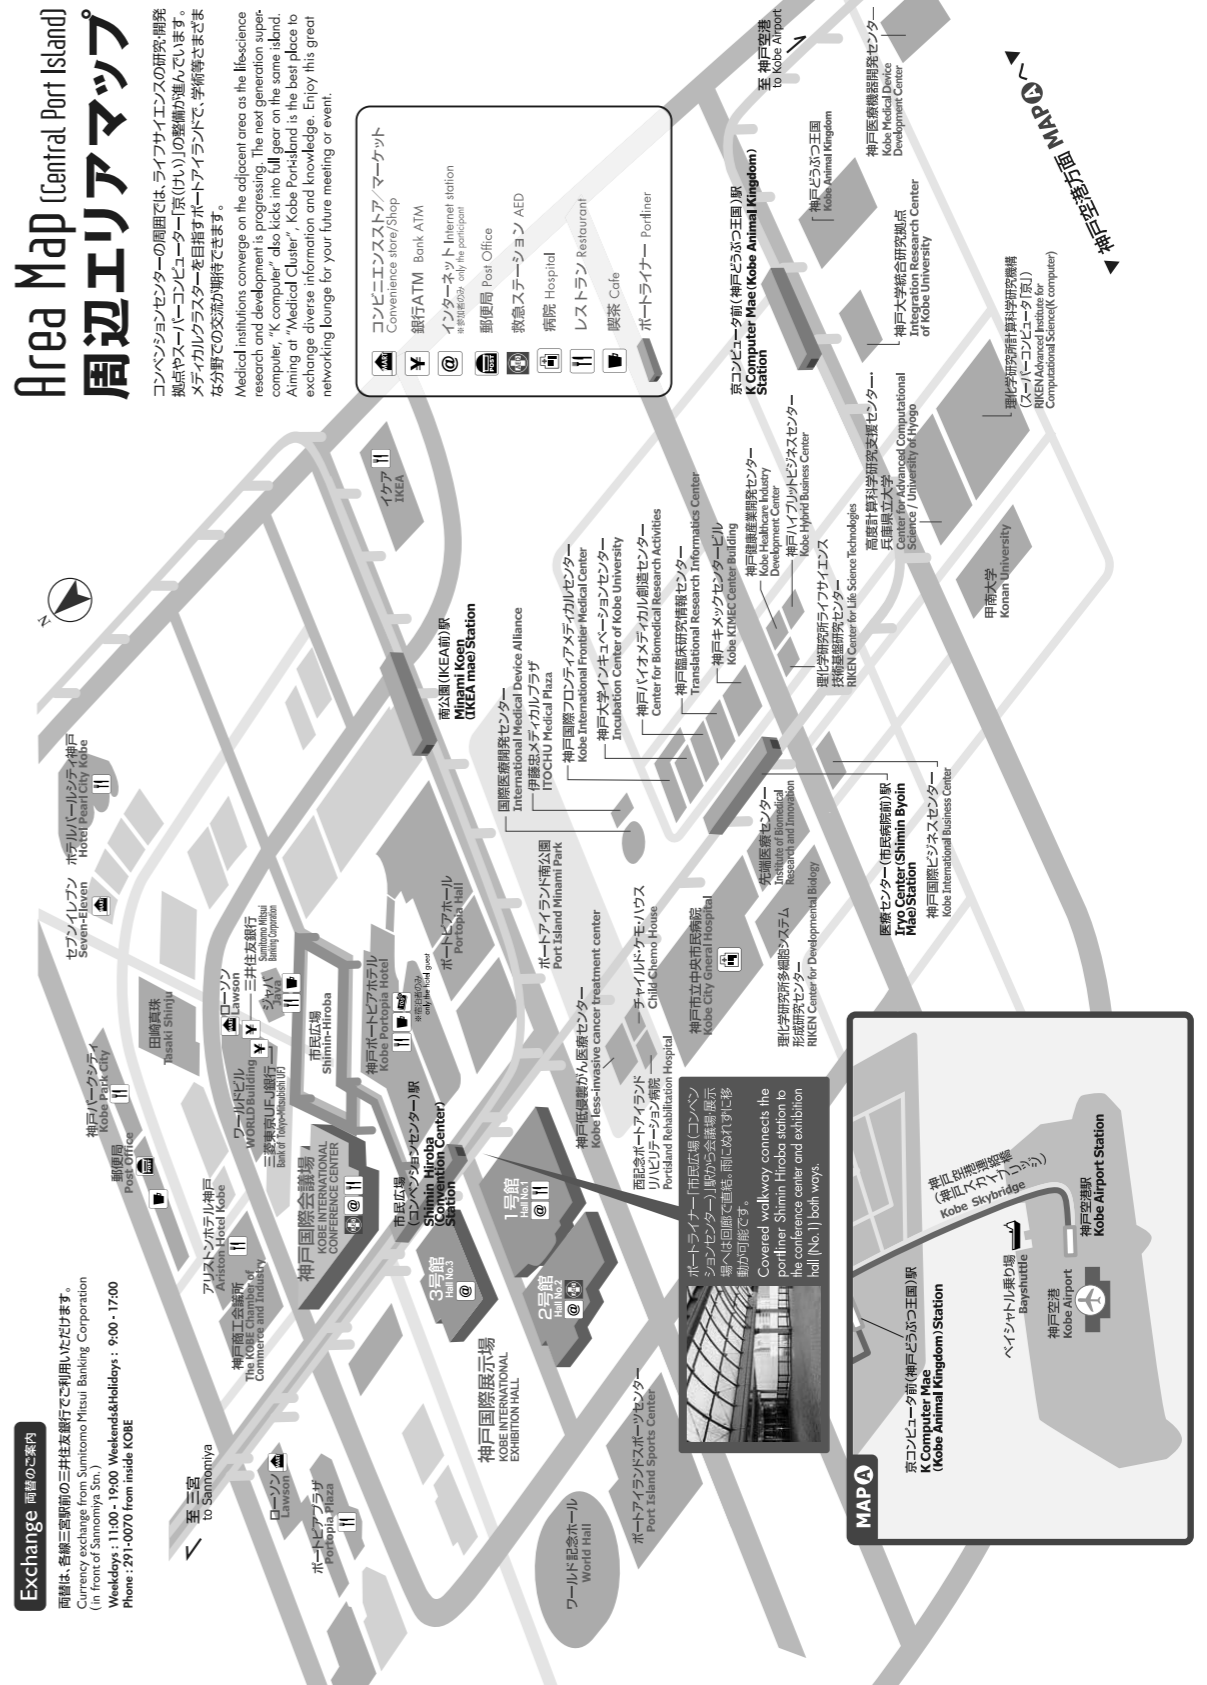 Area Map (Central Port Island)
周辺エリアマップ
コンベンションセンターの周囲では、ライフサイエンスの研究・開発
拠点やスーパーコンピューター「京((けい)」の整備が進んでいます。
メディカルクラスターを目指すポートアイランドで、学術等さまざま
な分野での交流が期待できます。
Medical institutions converge on the adjacent area as the life-science
research and development is progressing. The next generation super-
computer, "K computer" also kicks into full gear on the same island.
Aiming at "Medical Cluster", Kobe Port-island is the best place to
exchange diverse information and knowledge. Enjoy this great
networking lounge for your future meeting or event.
コンビニエンスストア/マーケット
Convenience store/Shop
銀行ATM Bank ATM
インターネット Internet station
※参加者のみ only the participant
郵便局 Post Office
救急ステーション AED
病院 Hospital
レストラン Restaurant
喫茶 Cafe
ポートライナー Portliner
Exchange 両替のご案内
両替は、各線三宮駅前の三井住友銀行でご利用いただけます。
Currency exchange from Sumitomo Mitsui Banking Corporation
( in front of Sannomiya Stn.)
Weekdays : 11:00 - 19:00 Weekends&Holidays : 9:00 - 17:00
Phone : 291-0070 from inside KOBE
N
至 三宮
to Sannomiya
ローソン
Lawson
ポートピアプラザ
Portopia Plaza
神戸商工会議所
The KOBE Chamber of
Commerce and Industry
アリストンホテル神戸
Ariston Hotel Kobe
郵便局
Post Office
神戸パークシティ
Kobe Park City
田崎真珠
Tasaki Shinju
セブンイレブン
Seven-Eleven
ホテルパールシティ神戸
Hotel Pearl City Kobe
ローソン
Lawson
三井住友銀行
Sumitomo Mitsui
Banking Corporation
ジャバ
Java
ワールドビル
WORLD Building
三菱東京UFJ銀行
Bank of Tokyo-Mitsubishi UFJ
市民広場
Shimin-Hiroba
神戸国際会議場
KOBE INTERNATIONAL
CONFERENCE CENTER
神戸ポートピアホテル
Kobe Portopia Hotel
※宿泊者のみ
only the hotel guest
ポートピアホール
Portopia Hall
市民広場
(コンベンションセンター)駅
Shimin Hiroba
(Convention Center)
Station
3号館
Hall No.3
1号館
Hall No.1
2号館
Hall No.2
神戸国際展示場
KOBE INTERNATIONAL
EXHIBITION HALL
ワールド記念ホール
World Hall
ポートアイランドスポーツセンター
Port Island Sports Center
イケア
IKEA
南公園(IKEA前)駅
Minami Koen
(IKEA mae)Station
ポートアイランド南公園
Port Island Minami Park
国際医療開発センター
International Medical Device Alliance
伊藤忠メディカルプラザ
ITOCHU Medical Plaza
神戸国際フロンティアメディカルセンター
Kobe International Frontier Medical Center
神戸大学インキュベーションセンター
Incubation Center of Kobe University
神戸バイオメディカル創造センター
Center for Biomedical Research Activities
神戸臨床研究情報センター
Translational Research Informatics Center
神戸キメックセンタービル
Kobe KIMEC Center Building
神戸健康産業開発センター
Kobe Healthcare Industry
Development Center
神戸ハイブリッドビジネスセンター
Kobe Hybrid Business Center
理化学研究所ライフサイエンス
技術基盤研究センター
RIKEN Center for Life Science Technologies
神戸低侵襲がん医療センター
Kobe less-invasive cancer treatment center
西記念ポートアイランド
リハビリテーション病院
Portisland Rehabilitation Hospital
チャイルド・ケモ・ハウス
Child Chemo House
神戸市立中央市民病院
Kobe City Gneral Hospital
先端医療センター
Institute of Biomedical
Research and Innovation
理化学研究所多細胞システム
形成研究センター
RIKEN Center for Developmental Biology
医療センター(市民病院前)駅
Iryo Center(Shimin Byoin
Mae)Station
神戸国際ビジネスセンター
Kobe International Business Center
甲南大学
Konan University
高度計算科学研究支援センター・
兵庫県立大学
Center for Advanced Computational
Science / University of Hyogo
理化学研究所計算科学研究機構
(スーパーコンピュータ「京」)
RIKEN Advanced Institute for
Computational Science(K computer)
神戸大学統合研究拠点
Integration Research Center
of Kobe University
京コンピュータ前(神戸どうぶつ王国)駅
K Computer Mae(Kobe Animal Kingdom)
Station
神戸どうぶつ王国
Kobe Animal Kingdom
神戸医療機器開発センター
Kobe Medical Device
Development Center
至 神戸空港
to Kobe Airport
神戸空港方面 MAP Aへ
ポートライナー「市民広場(コンベン
ションセンター)」駅から会議場・展示
場へは回廊で直結。雨にぬれずに移
動が可能です。
Covered walkway connects the
portliner Shimin Hiroba station to
the conference center and exhibition
hall (No.1) both ways.
MAP A
京コンピュータ前(神戸どうぶつ王国)駅
K Computer Mae
(Kobe Animal Kingdom)Station
神戸空港連絡橋
(神戸スカイブリッジ)
Kobe Skybridge
ベイシャトル乗り場
Bayshuttle
神戸空港
Kobe Airport
神戸空港駅
Kobe Airport Station